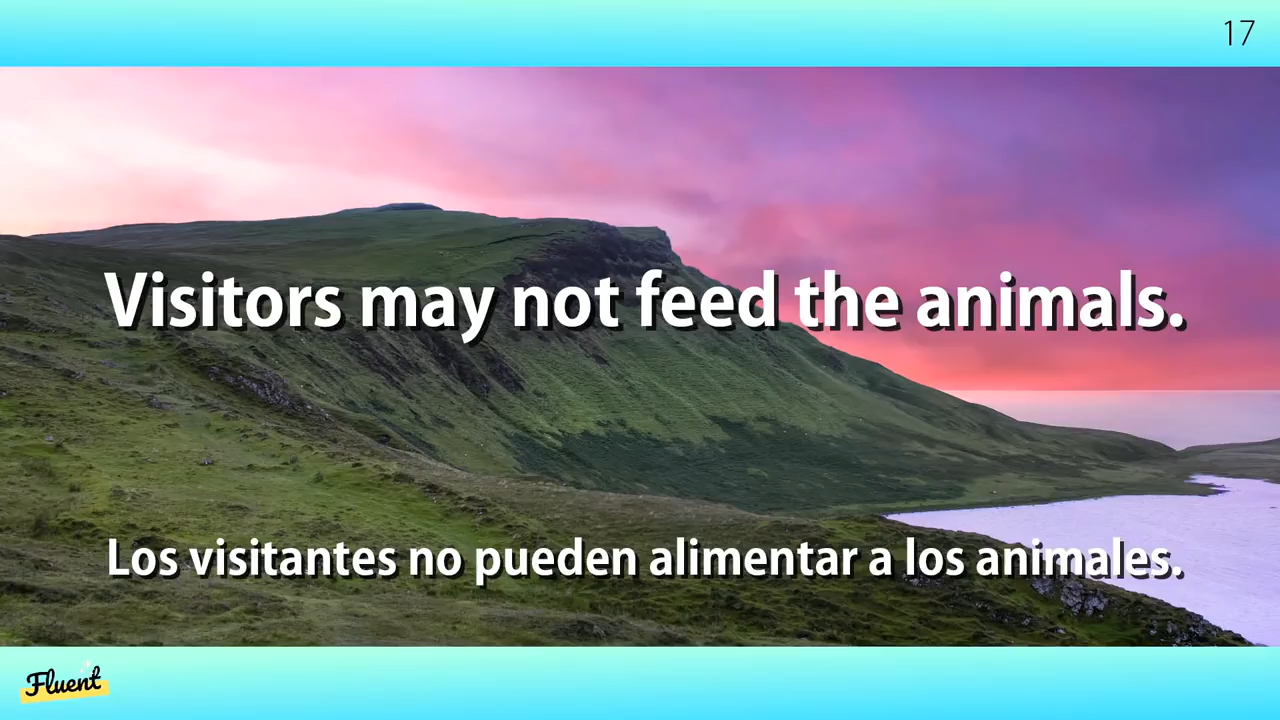 17
Visitors may not feed the animals.
Los visitantes no pueden alimentar a los animales.
Fluent